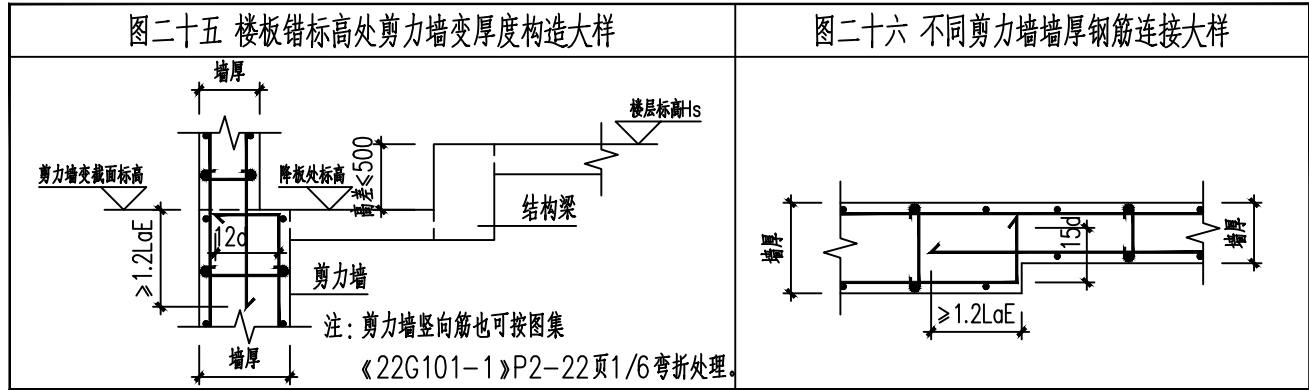 图二十五 楼板错标高处剪力墙变厚度构造大样
墙厚
楼层标高Hs
剪力墙变截面标高
降板处标高
高差≤500
结构梁
12d
≥1.2LaE
剪力墙
注：剪力墙竖向筋也可按图集
《22G101-1》P2-22页1/6弯折处理。
墙厚
图二十六 不同剪力墙墙厚钢筋连接大样
墙厚
15d
墙厚
≥1.2LaE